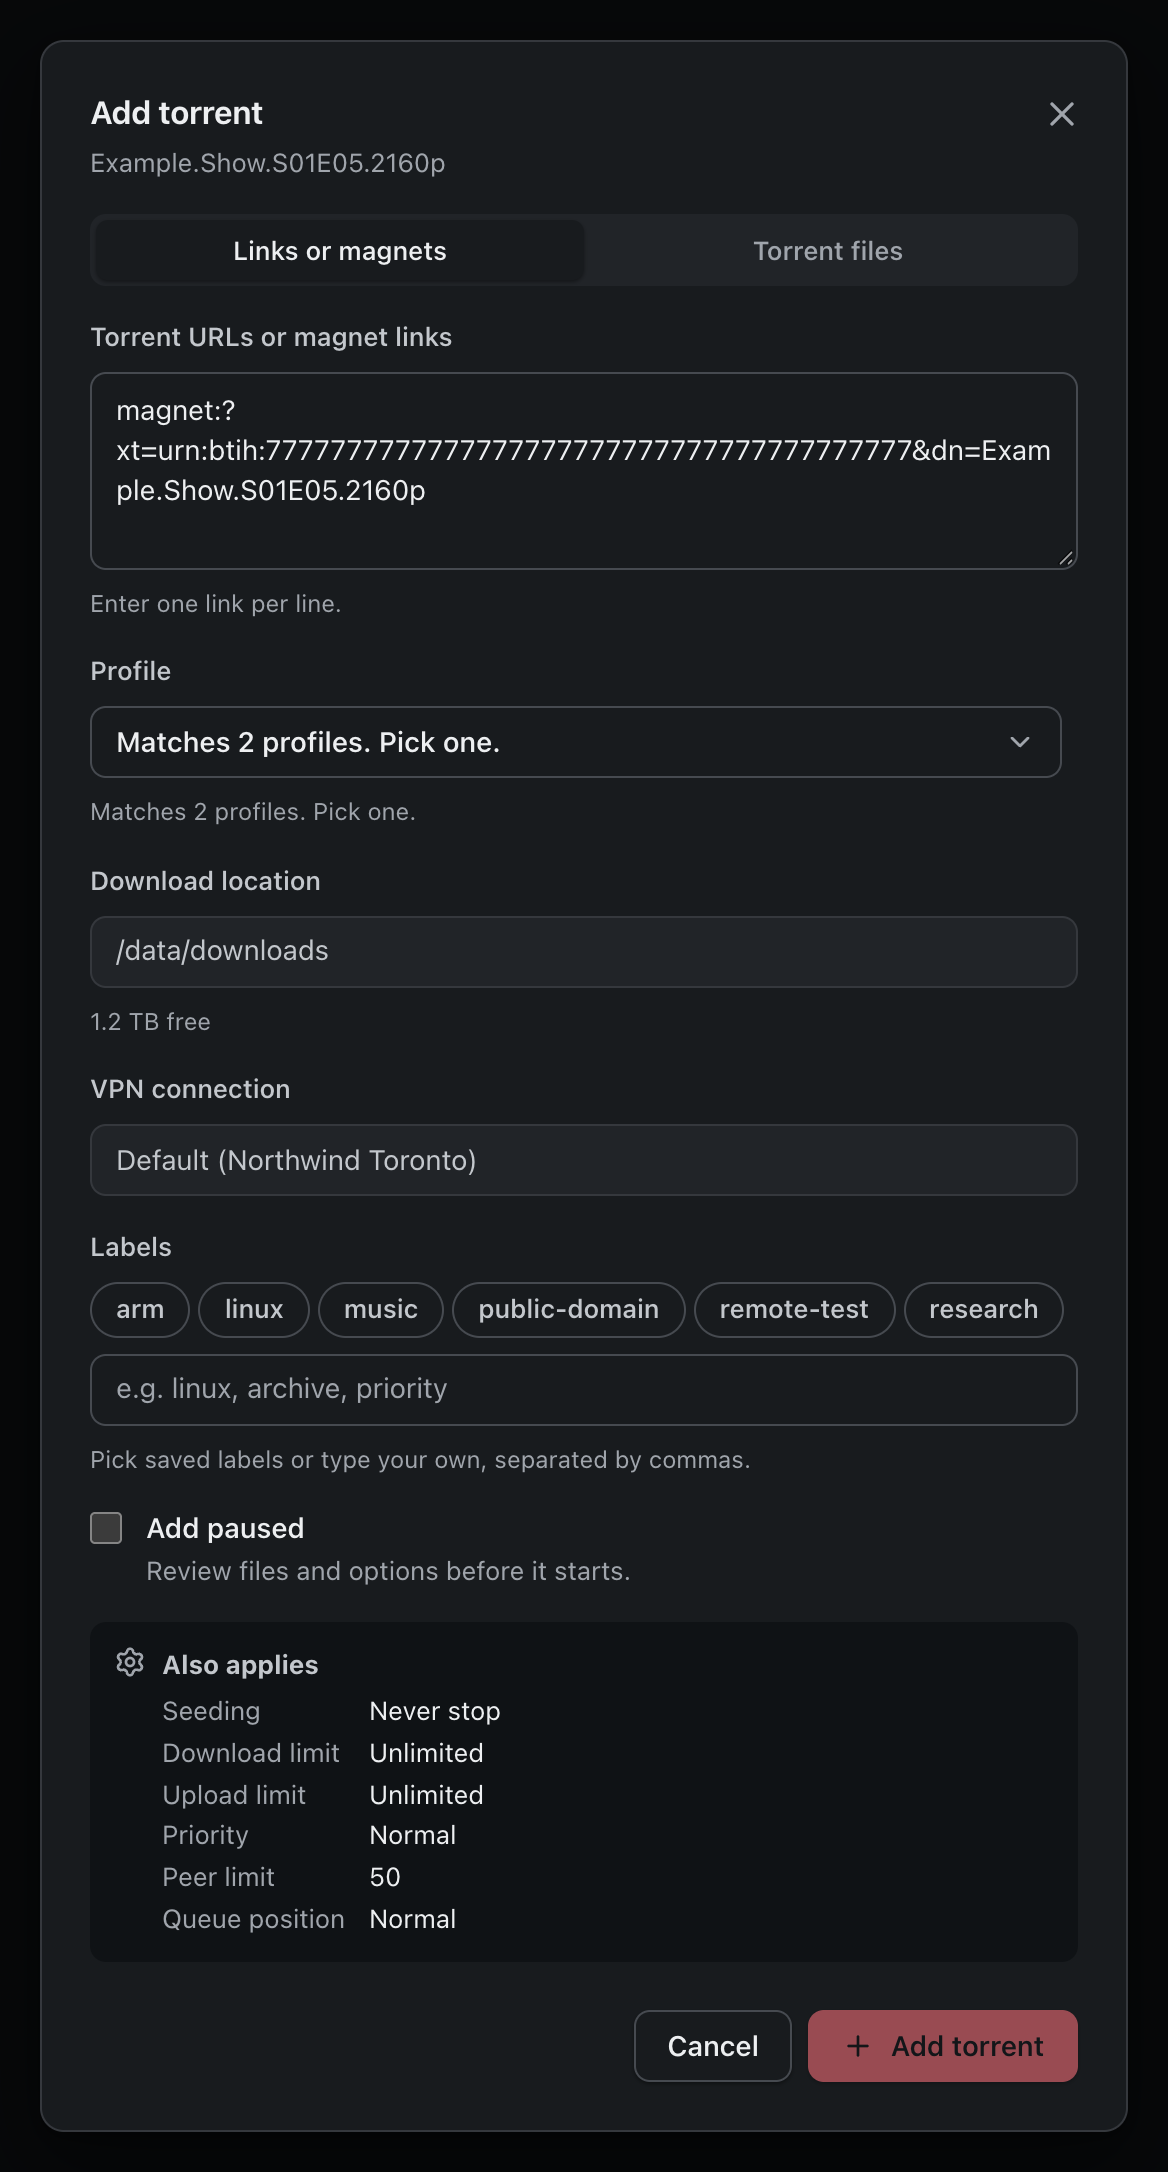 Add torrent
Example.Show.S01E05.2160p
Links or magnets
Torrent files
Torrent URLs or magnet links
magnet:?
xt=urn:btih:7777777777777777777777777777777777777777&dn=Exam
ple.Show.S01E05.2160p
Enter one link per line.
Profile
Matches 2 profiles. Pick one.
Matches 2 profiles. Pick one.
Download location
/data/downloads
1.2 TB free
VPN connection
Default (Northwind Toronto)
Labels
arm linux music public-domain remote-test research
e.g. linux, archive, priority
Pick saved labels or type your own, separated by commas.
Add paused
Review files and options before it starts.
Also applies
Seeding Never stop
Download limit Unlimited
Upload limit Unlimited
Priority Normal
Peer limit 50
Queue position Normal
Cancel
+ Add torrent